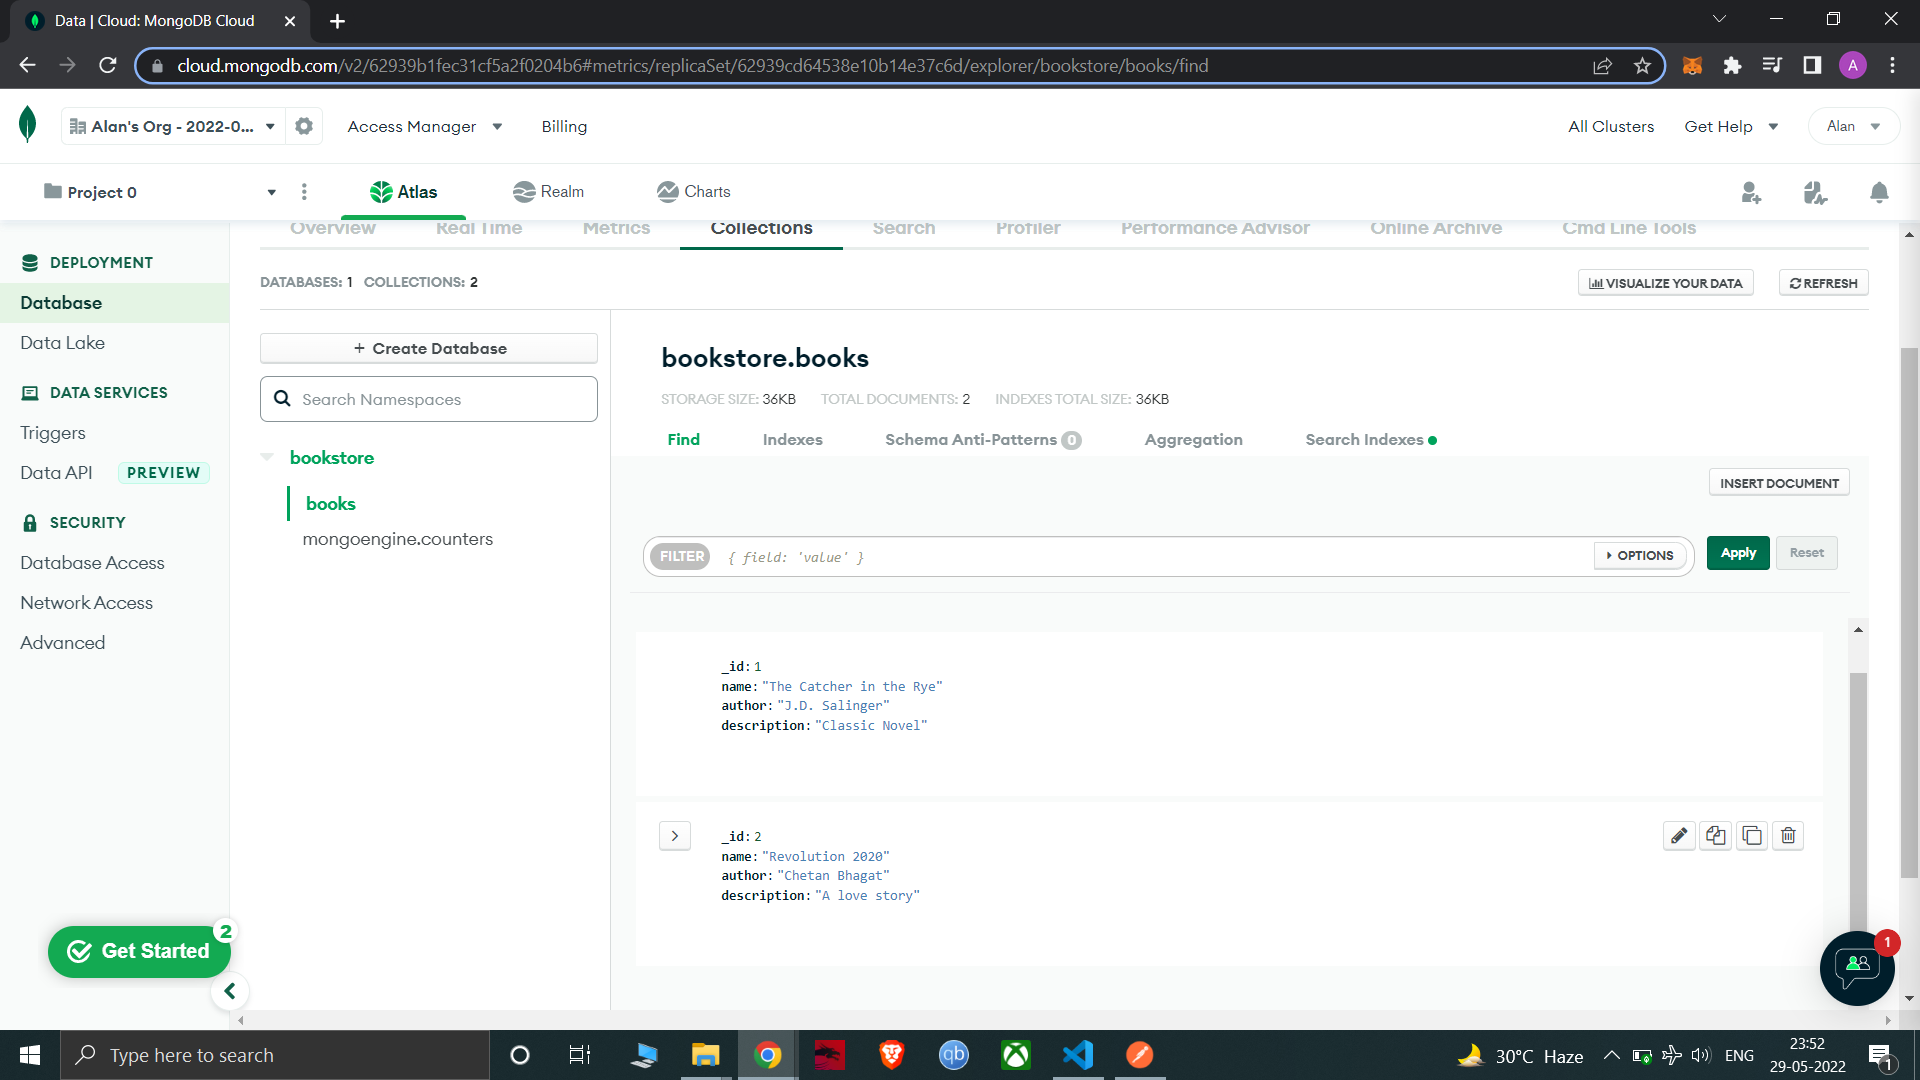 Data | Cloud: MongoDB Cloud
cloud.mongodb.com/v2/62939b1fec31cf5a2f0204b6#metrics/replicaSet/62939cd64538e10b14e37c6d/explorer/bookstore/books/find
A
Alan's Org - 2022-0...
Access Manager
Billing
All Clusters
Get Help
Alan
Project 0
Atlas
Realm
Charts
Overview
Real Time
Metrics
Collections
Search
Profiler
Performance Advisor
Online Archive
Cmd Line Tools
DEPLOYMENT
Database
Data Lake
DATA SERVICES
Triggers
Data API PREVIEW
SECURITY
Database Access
Network Access
Advanced
Get Started
2
DATABASES: 1 COLLECTIONS: 2
VISUALIZE YOUR DATA
REFRESH
+ Create Database
Search Namespaces
bookstore
books
mongoengine.counters
bookstore.books
STORAGE SIZE: 36KB TOTAL DOCUMENTS: 2 INDEXES TOTAL SIZE: 36KB
Find
Indexes
Schema Anti-Patterns 0
Aggregation
Search Indexes
INSERT DOCUMENT
FILTER { field: 'value' }
OPTIONS
Apply
Reset
_id: 1
name: "The Catcher in the Rye"
author: "J.D. Salinger"
description: "Classic Novel"
_id: 2
name: "Revolution 2020"
author: "Chetan Bhagat"
description: "A love story"
1
Type here to search
qb
30°C Haze
ENG
23:52
29-05-2022
1